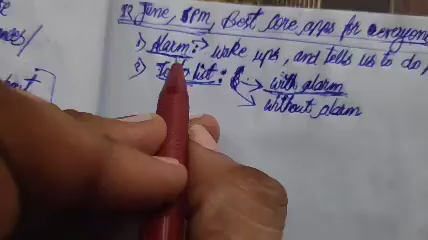 12 June, 5pm, Best core apps for everyone
1) Alarm :-> wake ups, and tells us to do,
2) To do list :-> with alarm
-> without alarm